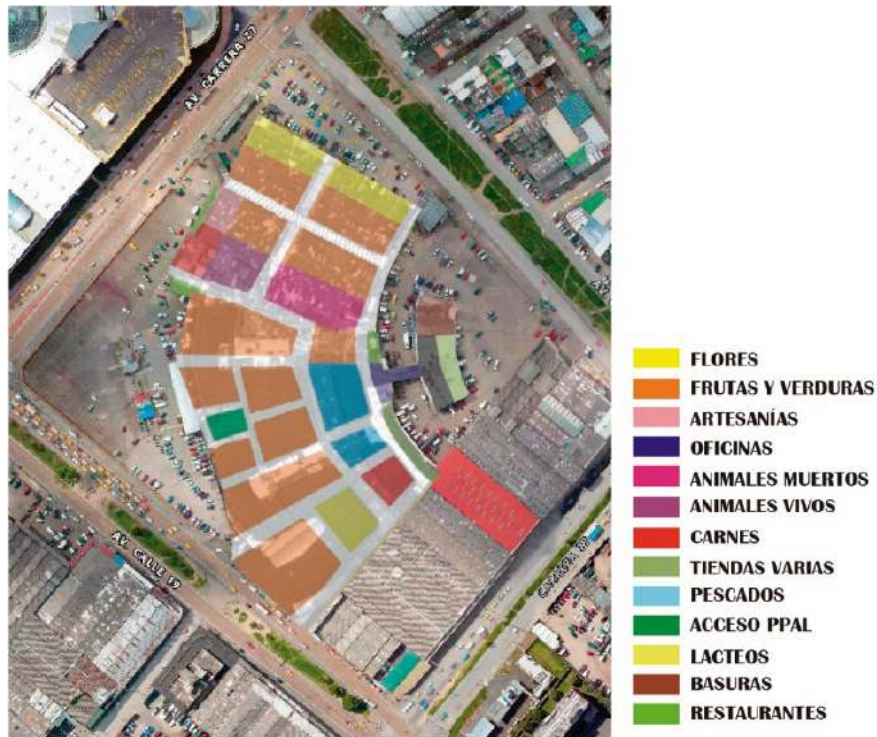 AV. CARRERA 27
FLORES
FRUTAS Y VERDURAS
ARTESANÍAS
OFICINAS
ANIMALES MUERTOS
ANIMALES VIVOS
CARNES
TIENDAS VARIAS
PESCADOS
ACCESO PPAL
LACTEOS
BASURAS
RESTAURANTES
AV. CALLE 19